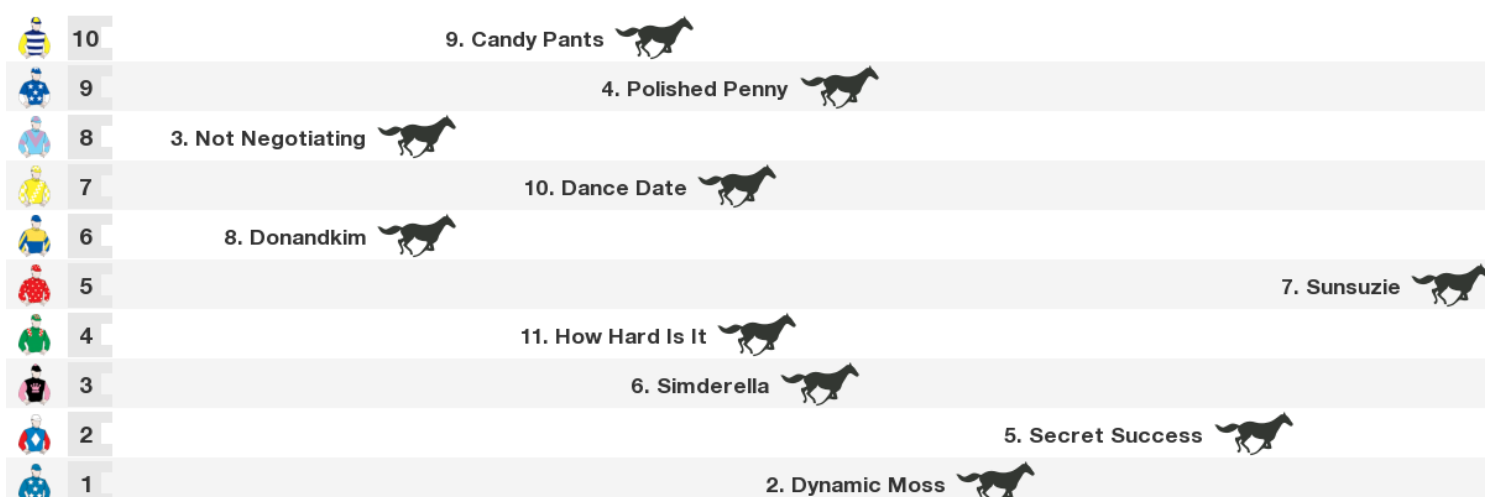 10 9. Candy Pants
9 4. Polished Penny
8 3. Not Negotiating
7 10. Dance Date
6 8. Donandkim
5 7. Sunsuzie
4 11. How Hard Is It
3 6. Simderella
2 5. Secret Success
1 2. Dynamic Moss